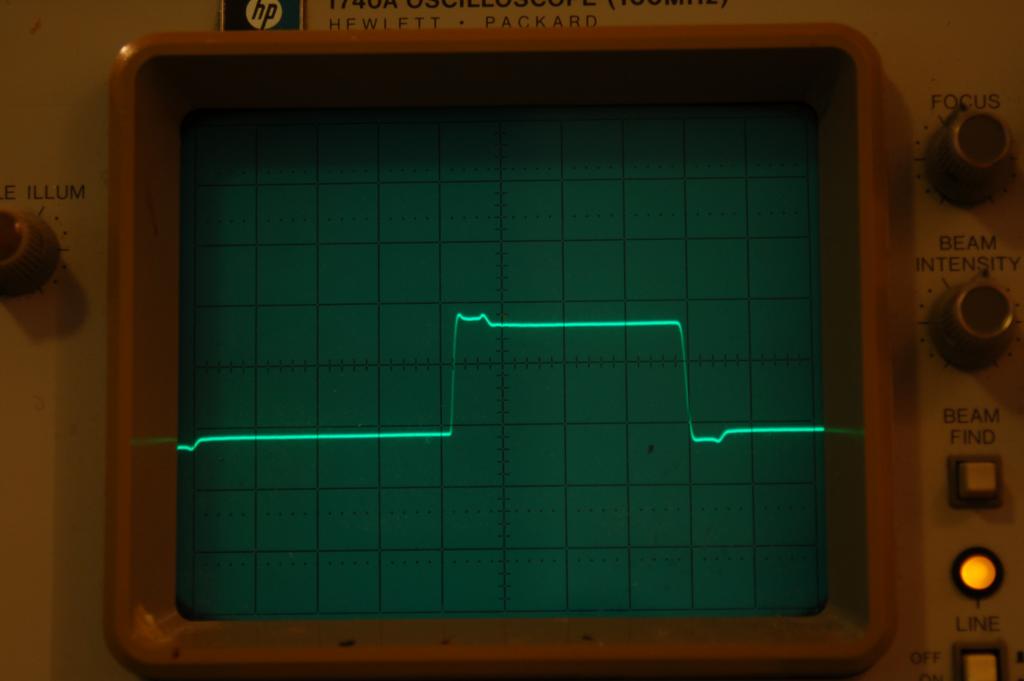 hp
1740A OSCILLOSCOPE (100MHz)
HEWLETT · PACKARD
LE ILLUM
FOCUS
BEAM
INTENSITY
BEAM
FIND
LINE
OFF
ON